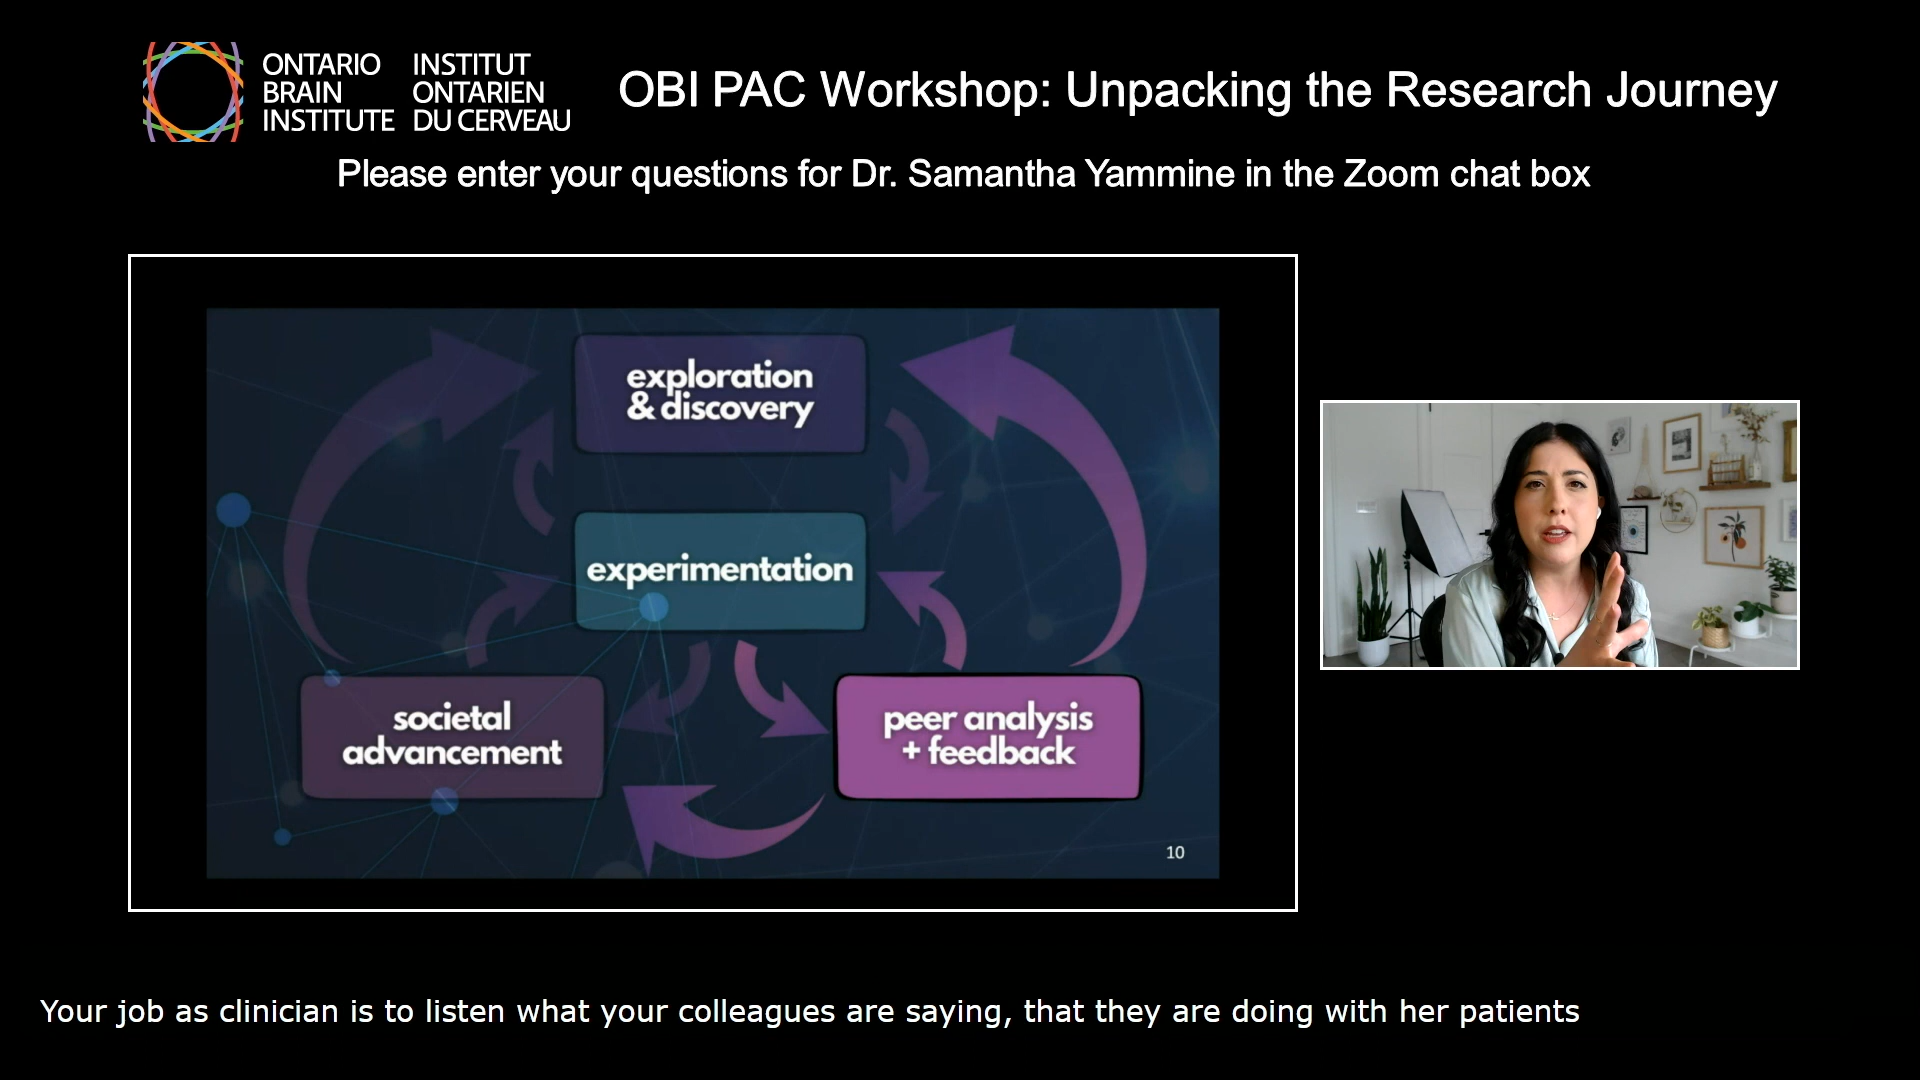 ONTARIO
BRAIN
INSTITUTE
INSTITUT
ONTARIEN
DU CERVEAU
OBI PAC Workshop: Unpacking the Research Journey
Please enter your questions for Dr. Samantha Yammine in the Zoom chat box
exploration
& discovery
experimentation
societal
advancement
peer analysis
+ feedback
10
Your job as clinician is to listen what your colleagues are saying, that they are doing with her patients